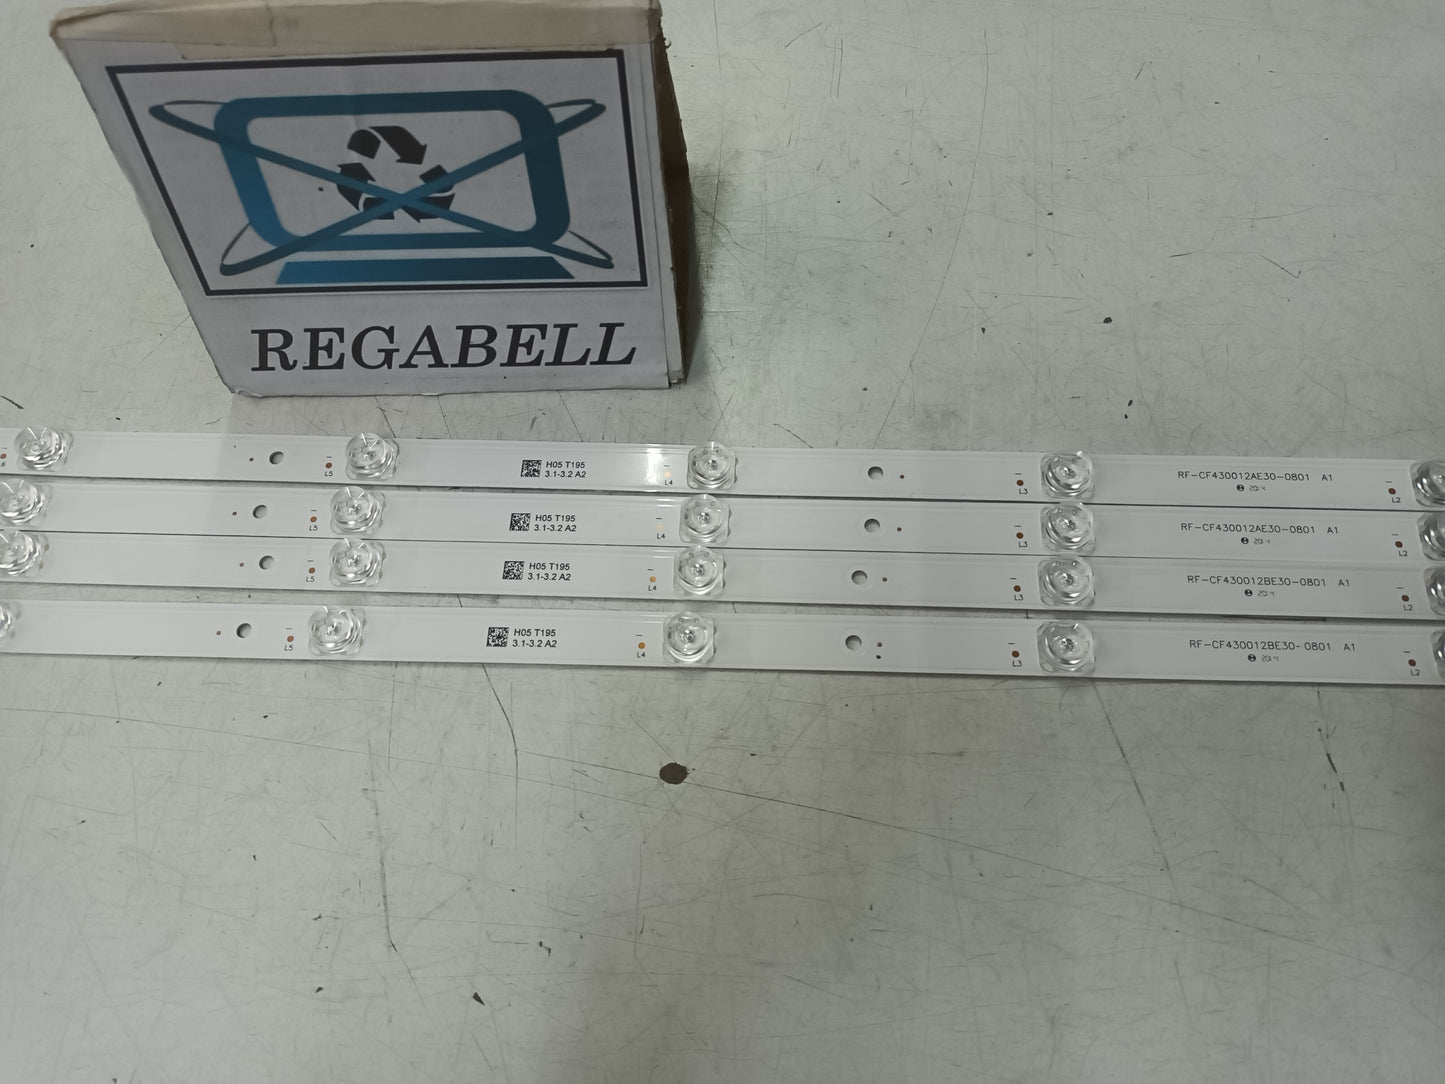 REGABELL
L6
L5
H05 T195
3.1-3.2 A2
L4
L3
RF-CF430012AE30-0801 A1
L2
L5
H05 T195
3.1-3.2 A2
L4
L3
RF-CF430012AE30-0801 A1
L2
L5
H05 T195
3.1-3.2 A2
L4
L3
RF-CF430012BE30-0801 A1
L2
L5
H05 T195
3.1-3.2 A2
L4
L3
RF-CF430012BE30-0801 A1
L2